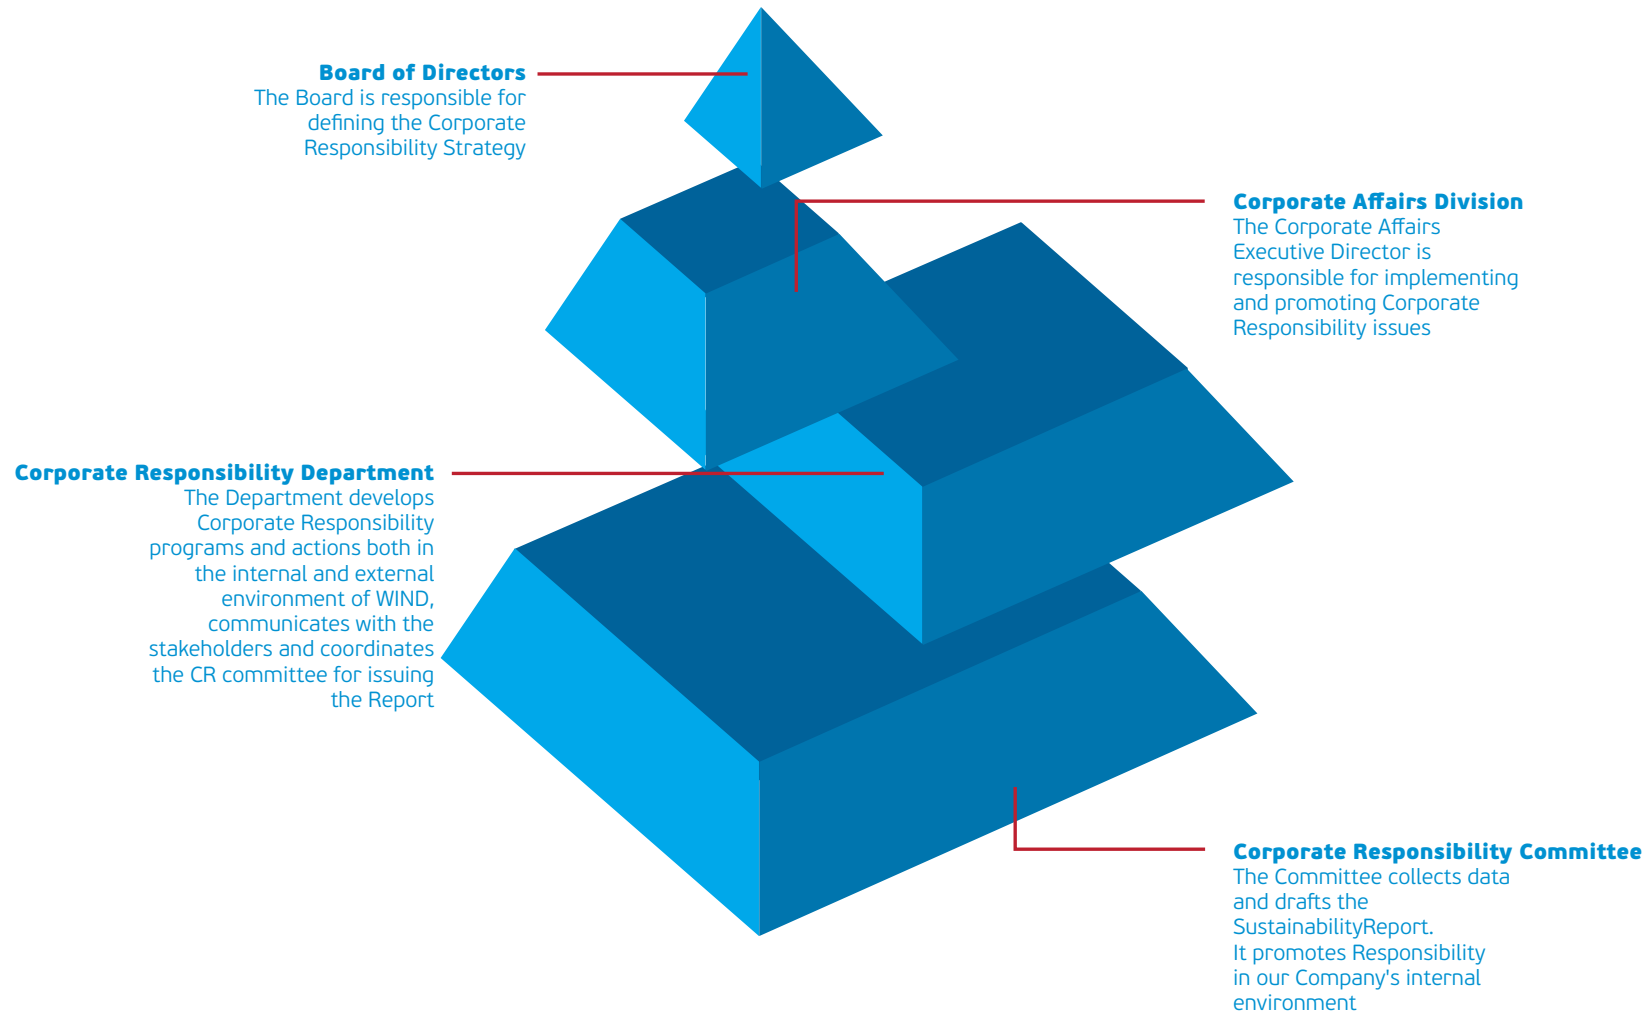 Board of Directors
The Board is responsible for
defining the Corporate
Responsibility Strategy
Corporate Affairs Division
The Corporate Affairs
Executive Director is
responsible for implementing
and promoting Corporate
Responsibility issues
Corporate Responsibility Department
The Department develops
Corporate Responsibility
programs and actions both in
the internal and external
environment of WIND,
communicates with the
stakeholders and coordinates
the CR committee for issuing
the Report
Corporate Responsibility Committee
The Committee collects data
and drafts the
SustainabilityReport.
It promotes Responsibility
in our Company's internal
environment